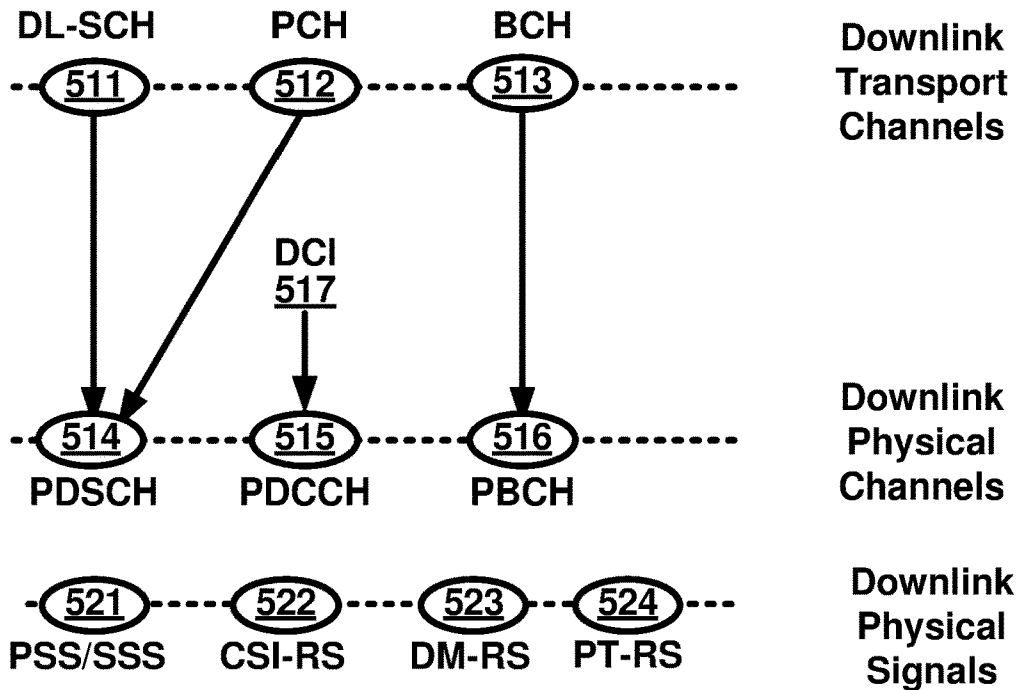 DL-SCH PCH BCH
511 512 513
Downlink
Transport
Channels
DCI
517
514 515 516
PDSCH PDCCH PBCH
Downlink
Physical
Channels
521 522 523 524
PSS/SSS CSI-RS DM-RS PT-RS
Downlink
Physical
Signals